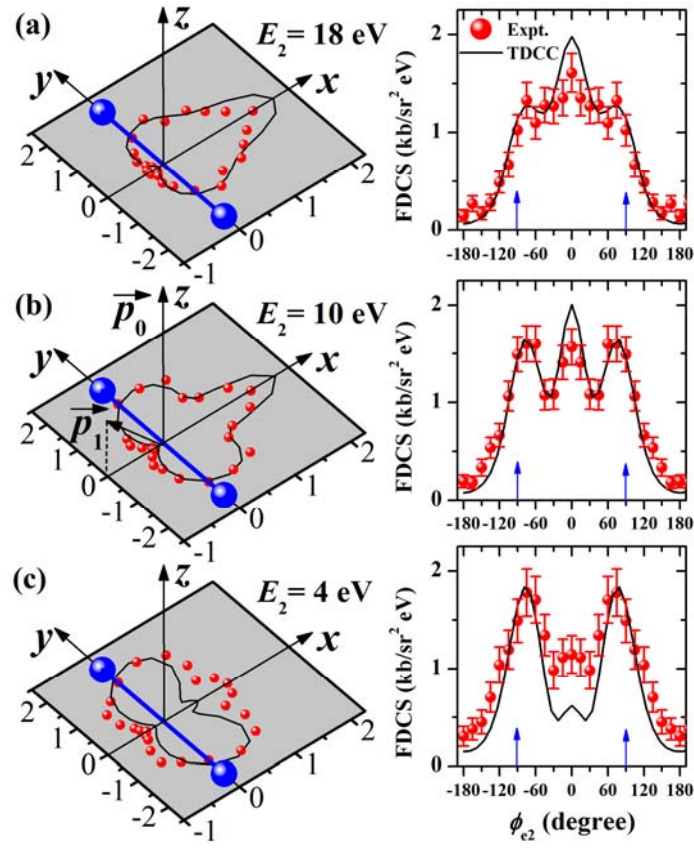 (a)
z
E₂ = 18 eV
y
x
2
1
0
-1
-2
-1
0
1
2
FDCS (kb/sr² eV)
2
1
0
Expt.
TDCC
-180 -120 -60 0 60 120 180
(b)
p₀
z
E₂ = 10 eV
y
x
p₁
2
1
0
-1
-2
-1
0
1
2
FDCS (kb/sr² eV)
2
1
0
-180 -120 -60 0 60 120 180
(c)
z
E₂ = 4 eV
y
x
2
1
0
-1
-2
-1
0
1
2
FDCS (kb/sr² eV)
2
1
0
-180 -120 -60 0 60 120 180
ϕe2 (degree)